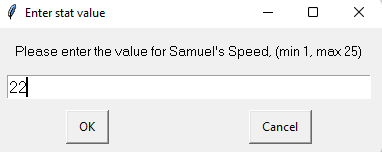 Enter stat value
Please enter the value for Samuel's Speed, (min 1, max 25)
22
OK
Cancel